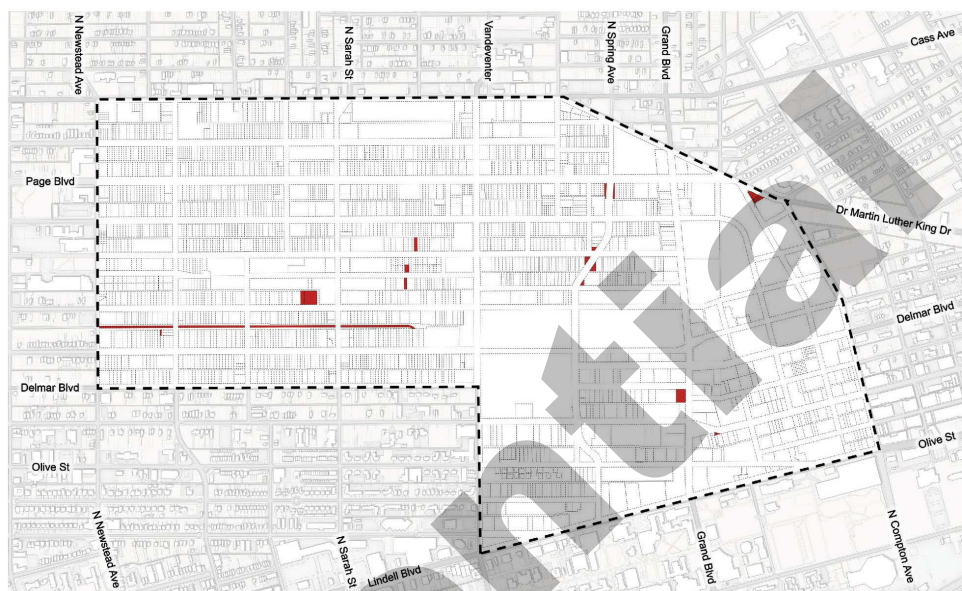 N Newstead Ave
N Sarah St
Vandeventer
N Spring Ave
Grand Blvd
Cass Ave
Page Blvd
Dr Martin Luther King Dr
Delmar Blvd
Delmar Blvd
Olive St
Olive St
N Newstead Ave
N Sarah St
Lindell Blvd
Grand Blvd
N Compton Ave
ntial